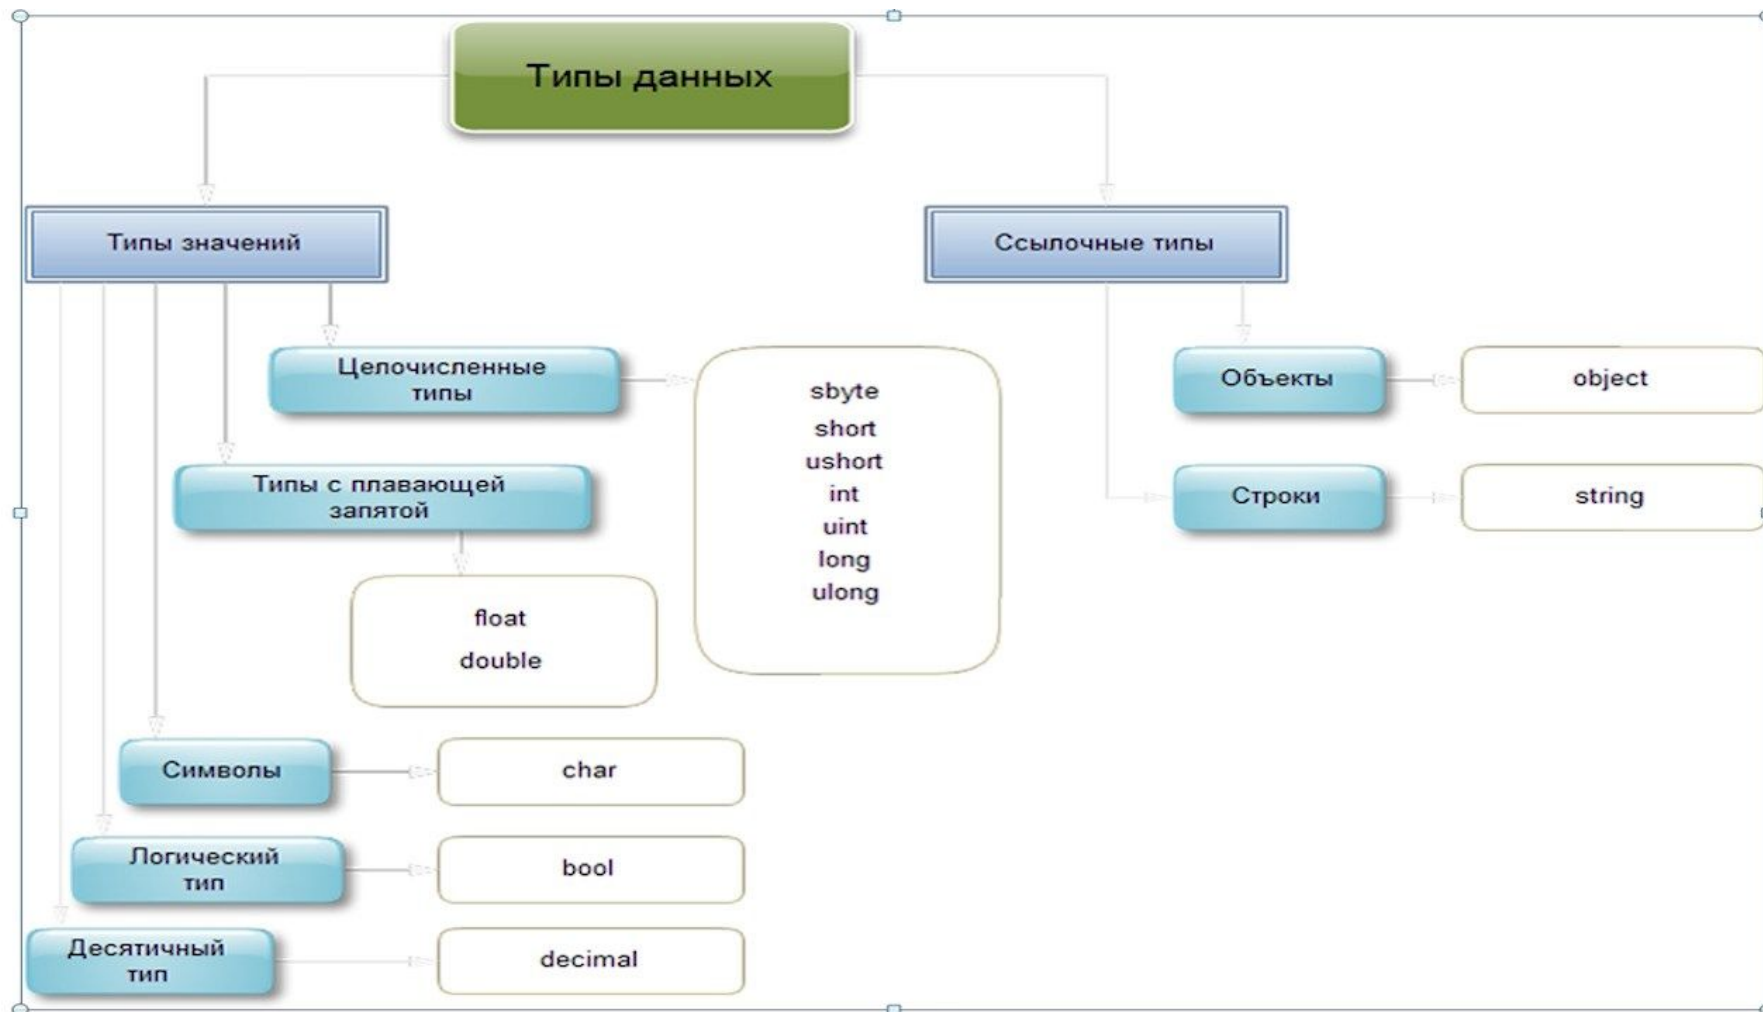 Типы данных
Типы значений
Ссылочные типы
Целочисленные
типы
sbyte
short
ushort
int
uint
long
ulong
Объекты
object
Типы с плавающей
запятой
Строки
string
float
double
Символы
char
Логический
тип
bool
Десятичный
тип
decimal